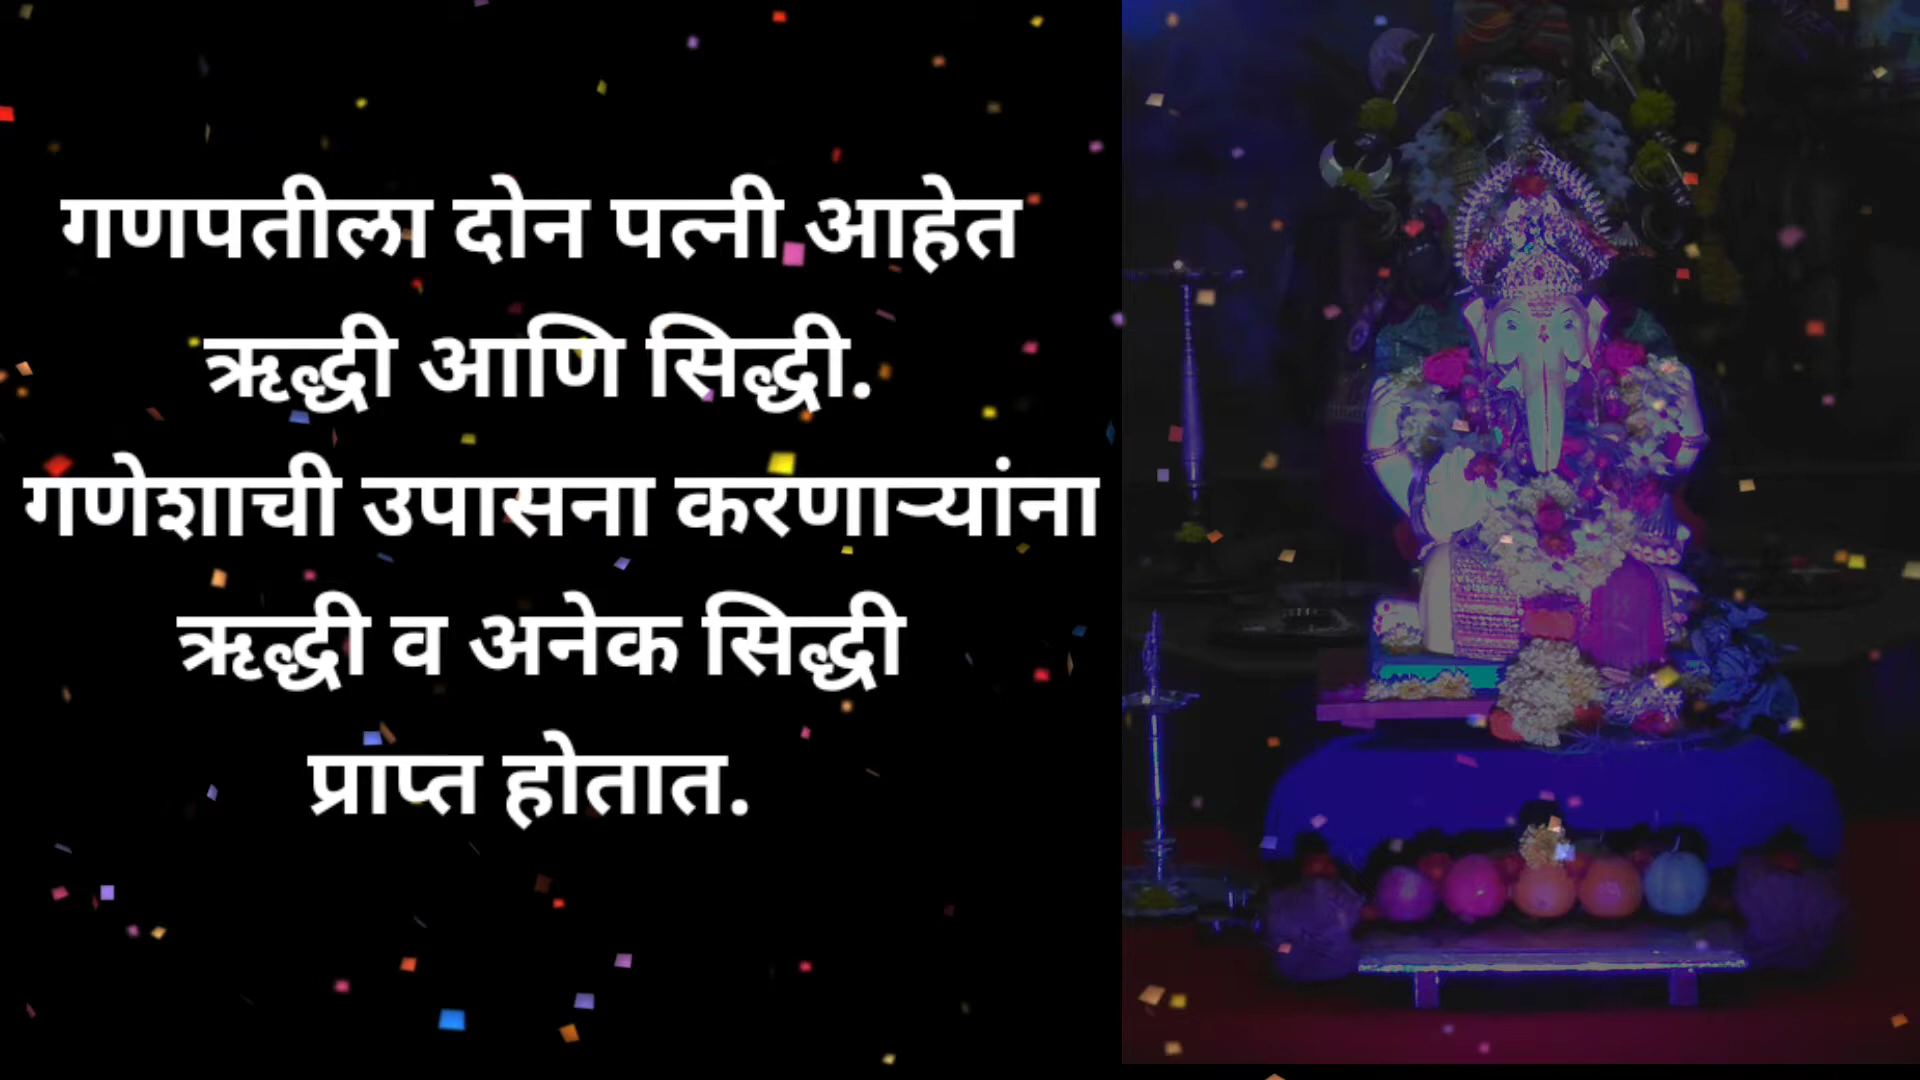 गणपतीला दोन पत्नी आहेत
ऋद्धी आणि सिद्धी.
गणेशाची उपासना करणाऱ्यांना
ऋद्धी व अनेक सिद्धी
प्राप्त होतात.